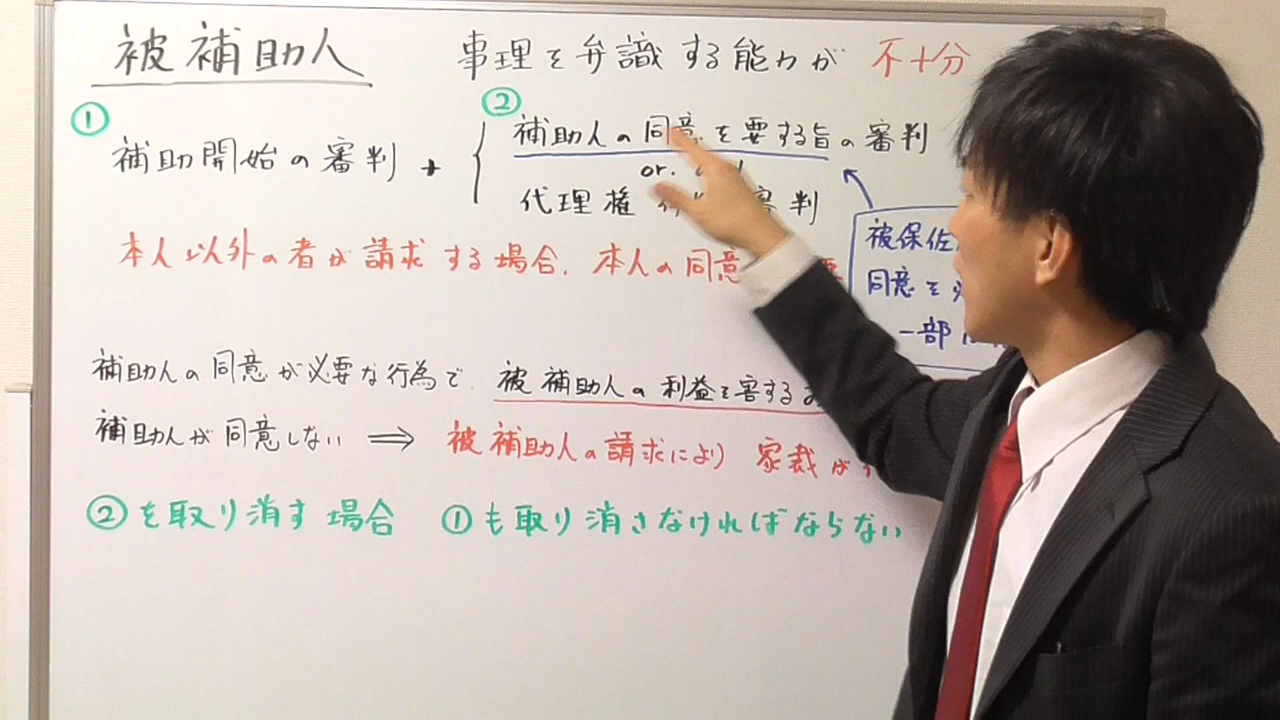 被補助人
事理を弁識する能力が 不十分
①
②
補助開始の審判 +
補助人の同意を要する旨の審判
or.
代理権 審判
本人以外の者が請求する場合、本人の同意 要
被保佐
同意を
一部
補助人の同意が必要な行為で、被補助人の利益を害するお
補助人が同意しない ⇒ 被補助人の請求により 家裁が
②を取り消す場合 ①も取り消さなければならない